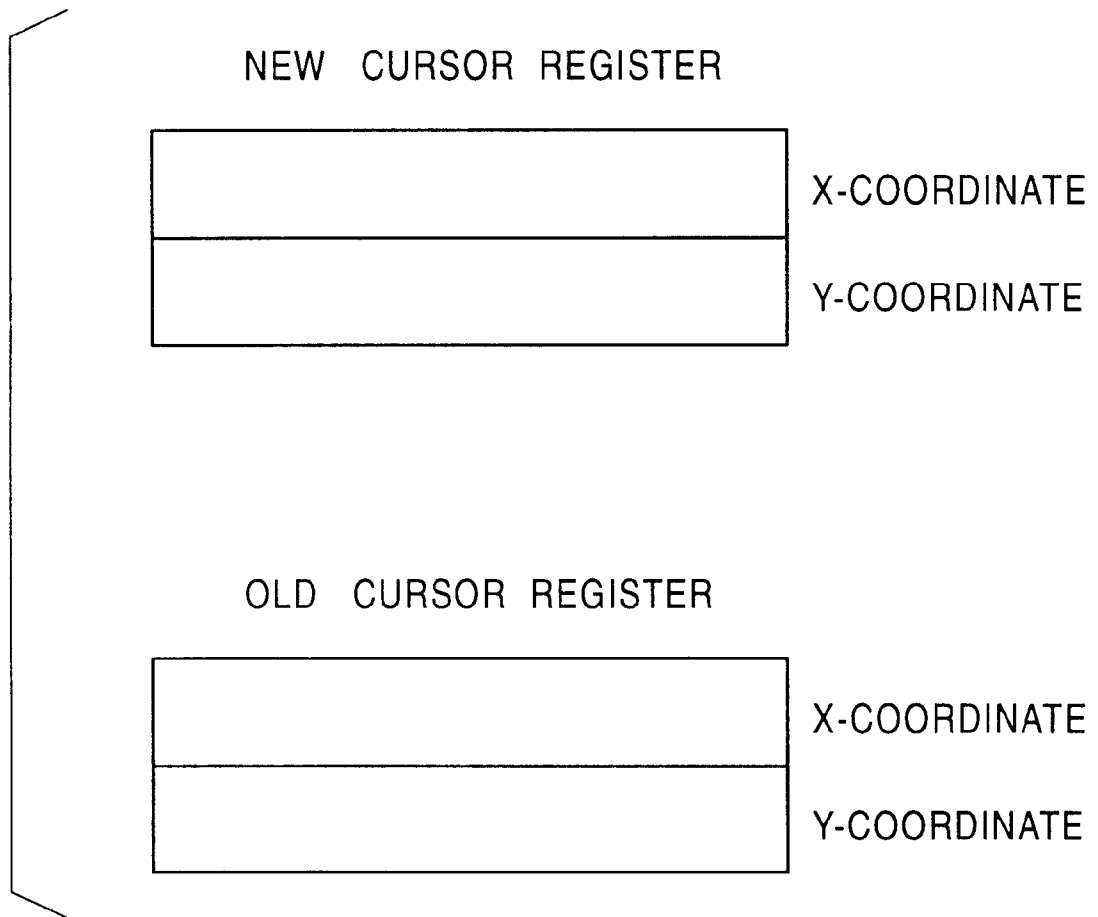 NEW CURSOR REGISTER
X-COORDINATE
Y-COORDINATE
OLD CURSOR REGISTER
X-COORDINATE
Y-COORDINATE